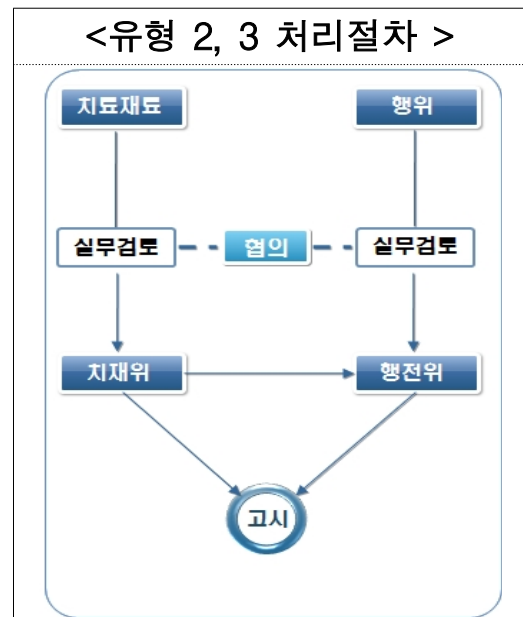 <유형 2, 3 처리절차 >
치료재료 행위
실무검토 협의 실무검토
치재위 행전위
고시